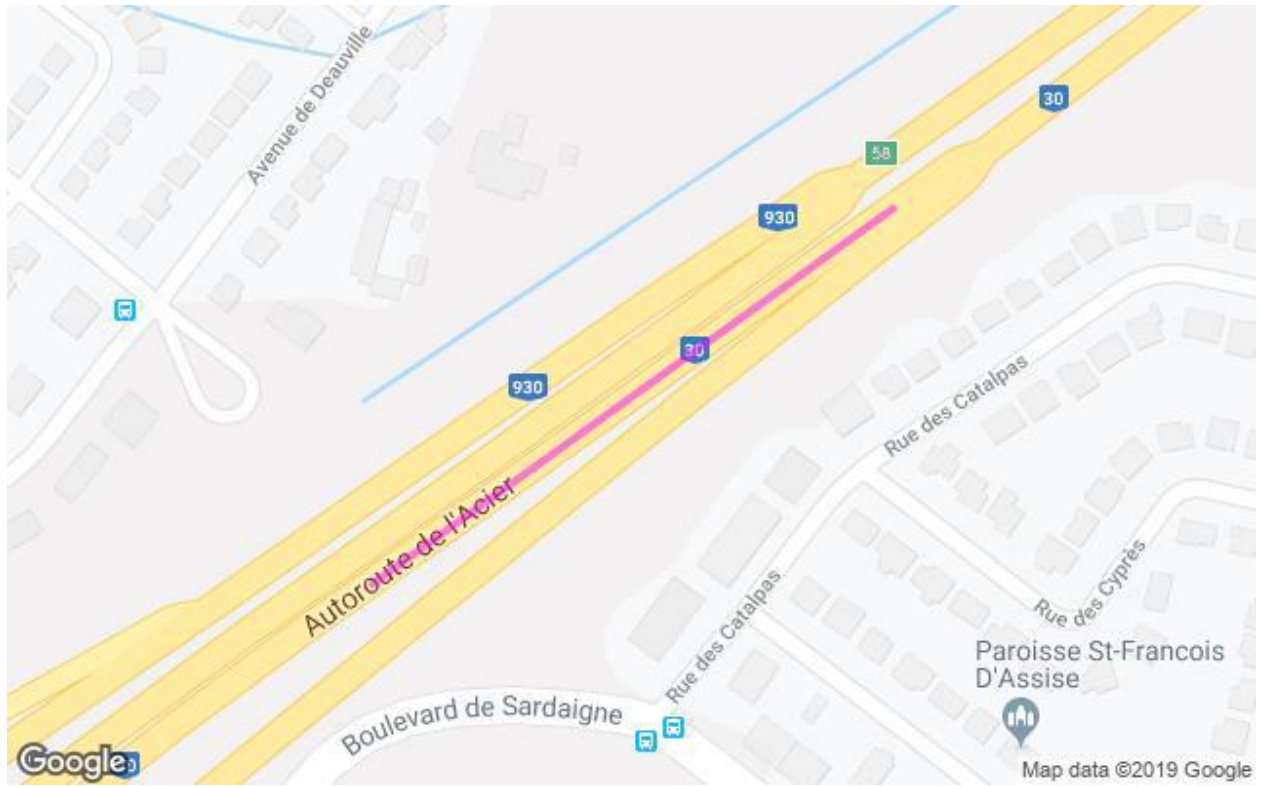 Avenue de Deauville
30
58
930
30
930
Rue des Catalpas
Autoroute de l'Acier
Rue des Cyprès
Rue des Catalpas
Paroisse St-Francois
D'Assise
Boulevard de Sardaigne
Google
Map data ©2019 Google